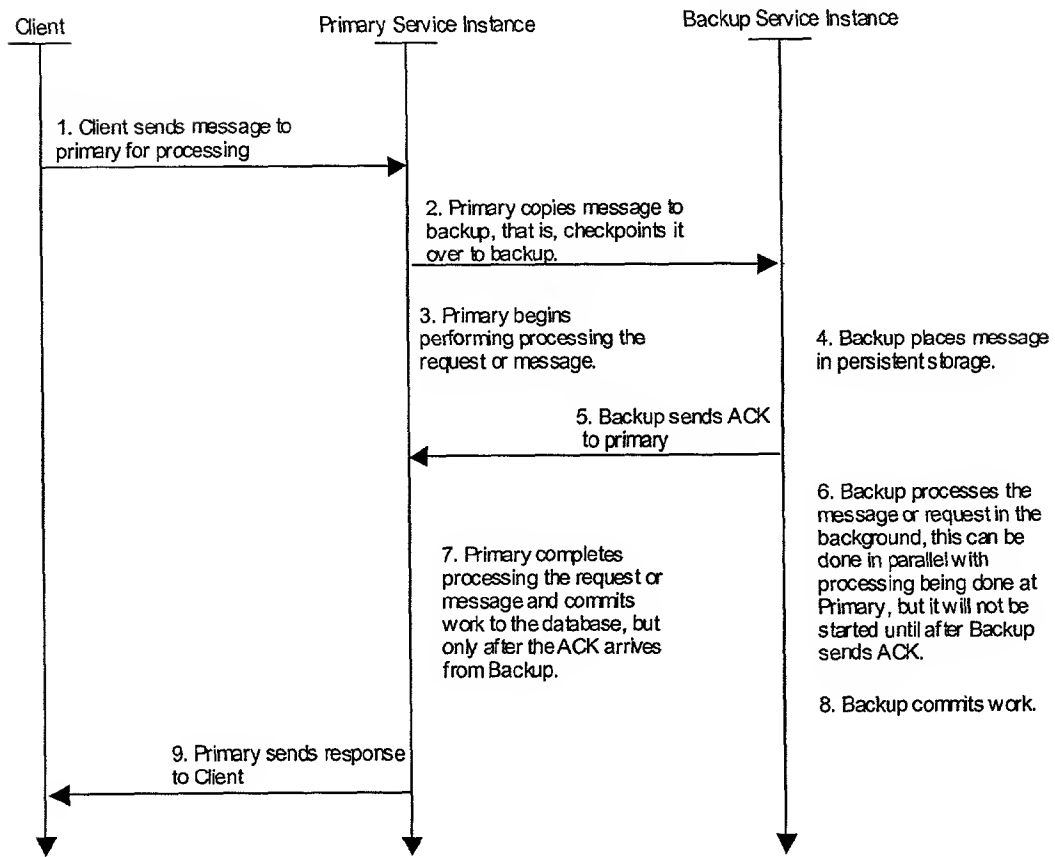 Client
Primary Service Instance
Backup Service Instance
1. Client sends message to
primary for processing
2. Primary copies message to
backup, that is, checkpoints it
over to backup.
3. Primary begins
performing processing the
request or message.
4. Backup places message
in persistent storage.
5. Backup sends ACK
to primary
6. Backup processes the
message or request in the
background, this can be
done in parallel with
processing being done at
Primary, but it will not be
started until after Backup
sends ACK.
7. Primary completes
processing the request or
message and commits
work to the database, but
only after the ACK arrives
from Backup.
8. Backup commits work.
9. Primary sends response
to Client